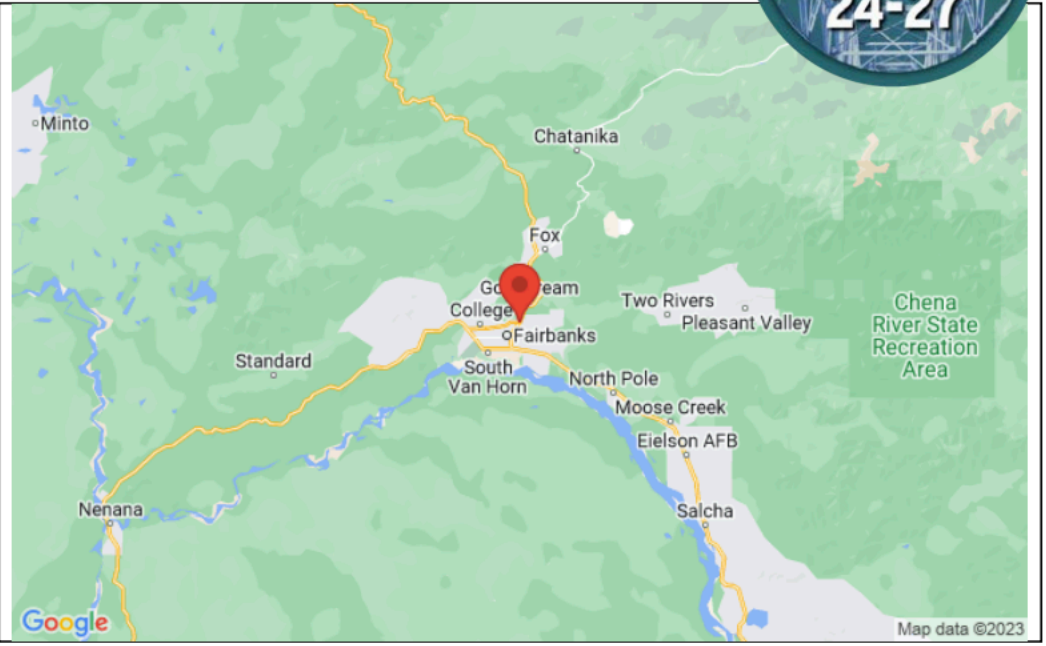 24-27
Minto
Chatanika
Fox
College
Two Rivers
Pleasant Valley
Fairbanks
Chena
River State
Recreation
Area
Standard
South
Van Horn
North Pole
Moose Creek
Eielson AFB
Nenana
Salcha
Google
Map data ©2023